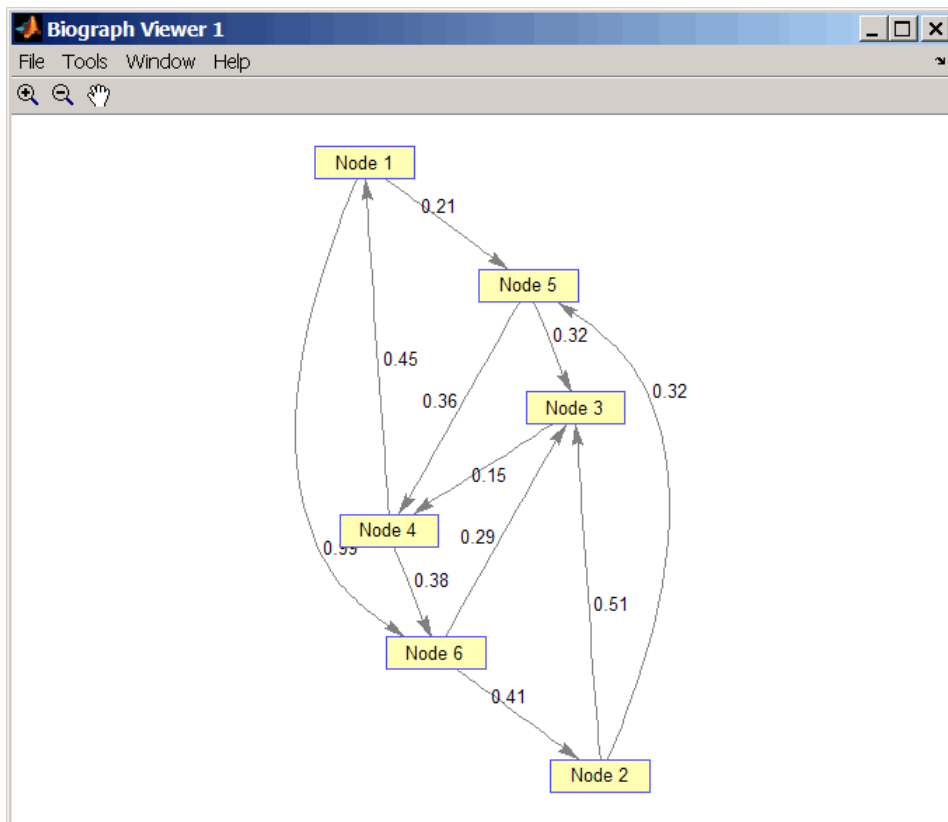 Biograph Viewer 1
File Tools Window Help
Node 1
0.21
Node 5
0.32
0.45
0.32
0.36
Node 3
0.15
Node 4
0.29
0.99
0.38
0.51
Node 6
0.41
Node 2